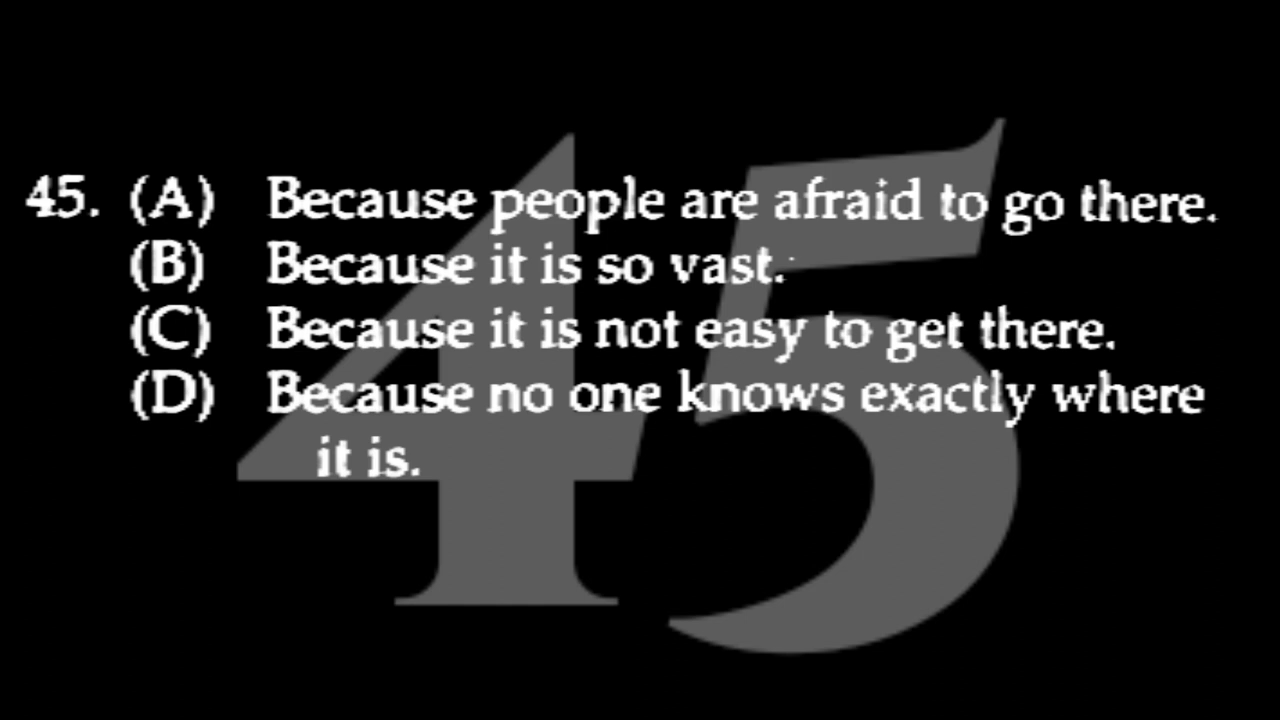 45
45. (A) Because people are afraid to go there.
(B) Because it is so vast.
(C) Because it is not easy to get there.
(D) Because no one knows exactly where
it is.